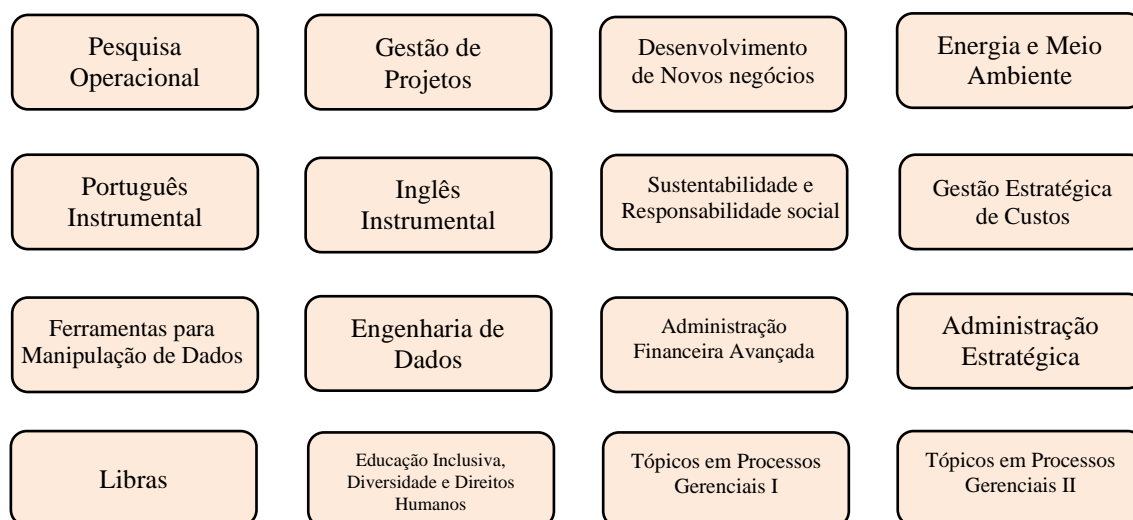 Pesquisa
Operacional
Gestão de
Projetos
Desenvolvimento
de Novos negócios
Energia e Meio
Ambiente
Português
Instrumental
Inglês
Instrumental
Sustentabilidade e
Responsabilidade social
Gestão Estratégica
de Custos
Ferramentas para
Manipulação de Dados
Engenharia de
Dados
Administração
Financeira Avançada
Administração
Estratégica
Libras
Educação Inclusiva,
Diversidade e Direitos
Humanos
Tópicos em Processos
Gerenciais I
Tópicos em Processos
Gerenciais II